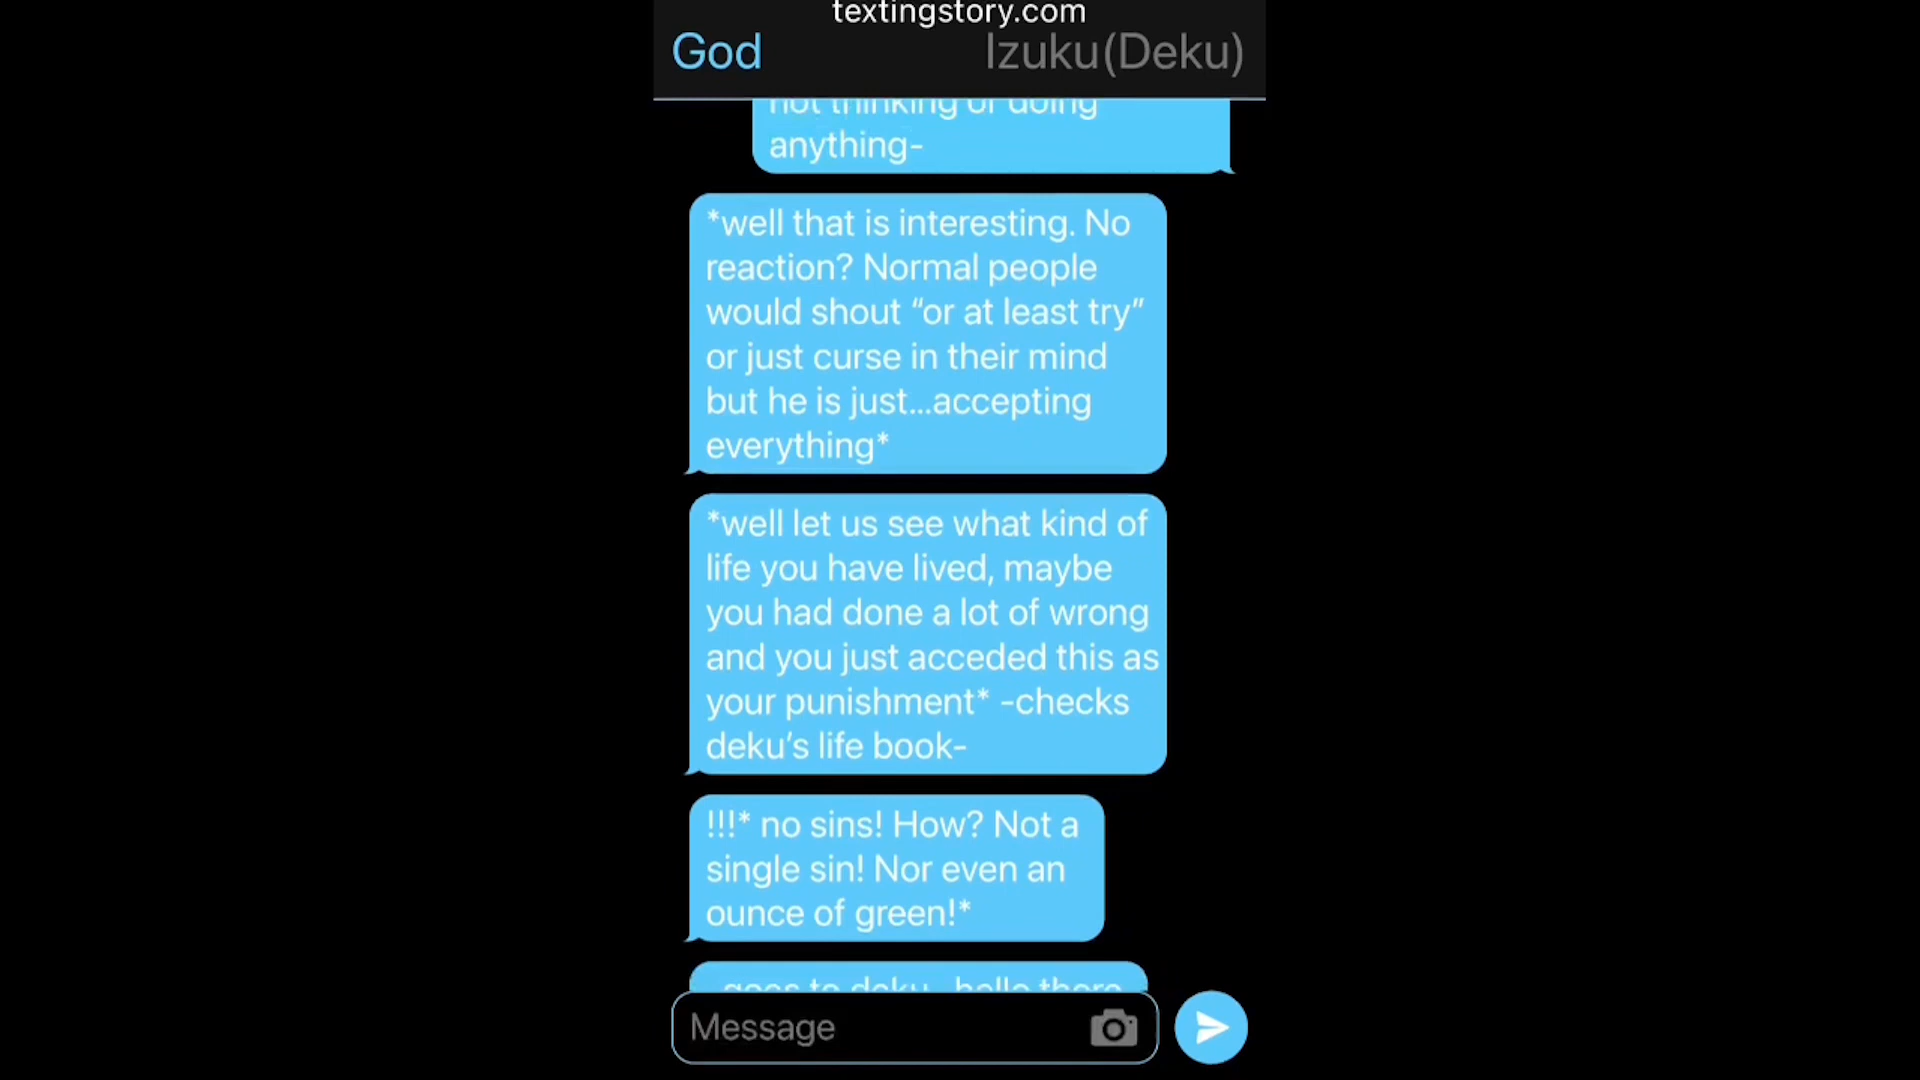 textingstory.com
God Izuku(Deku)
not thinking or doing
anything-
*well that is interesting. No
reaction? Normal people
would shout “or at least try”
or just curse in their mind
but he is just...accepting
everything*
*well let us see what kind of
life you have lived, maybe
you had done a lot of wrong
and you just acceded this as
your punishment* -checks
deku’s life book-
!!!* no sins! How? Not a
single sin! Nor even an
ounce of green!*
goes to deku hello there
Message